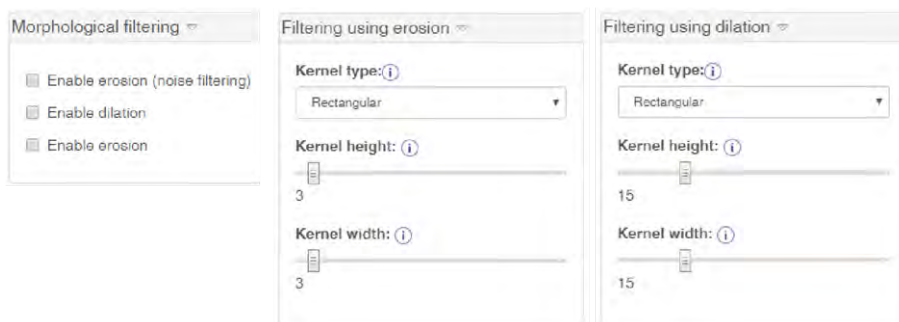 Morphological filtering
Enable erosion (noise filtering)
Enable dilation
Enable erosion
Filtering using erosion
Kernel type: i
Rectangular
Kernel height: i
3
Kernel width: i
3
Filtering using dilation
Kernel type: i
Rectangular
Kernel height: i
15
Kernel width: i
15